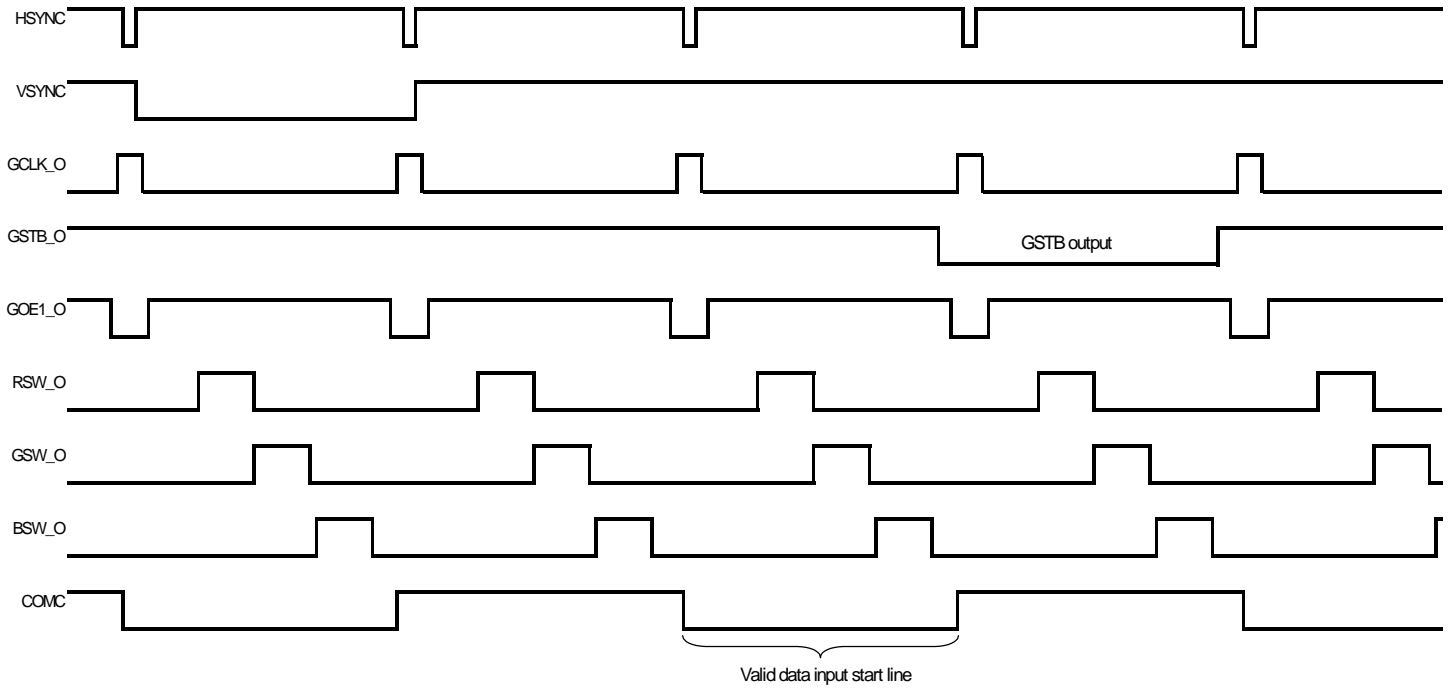 HSYNC
VSYNC
GCLK_O
GSTB_O
GSTB output
GOE1_O
RSW_O
GSW_O
BSW_O
COMC
Valid data input start line